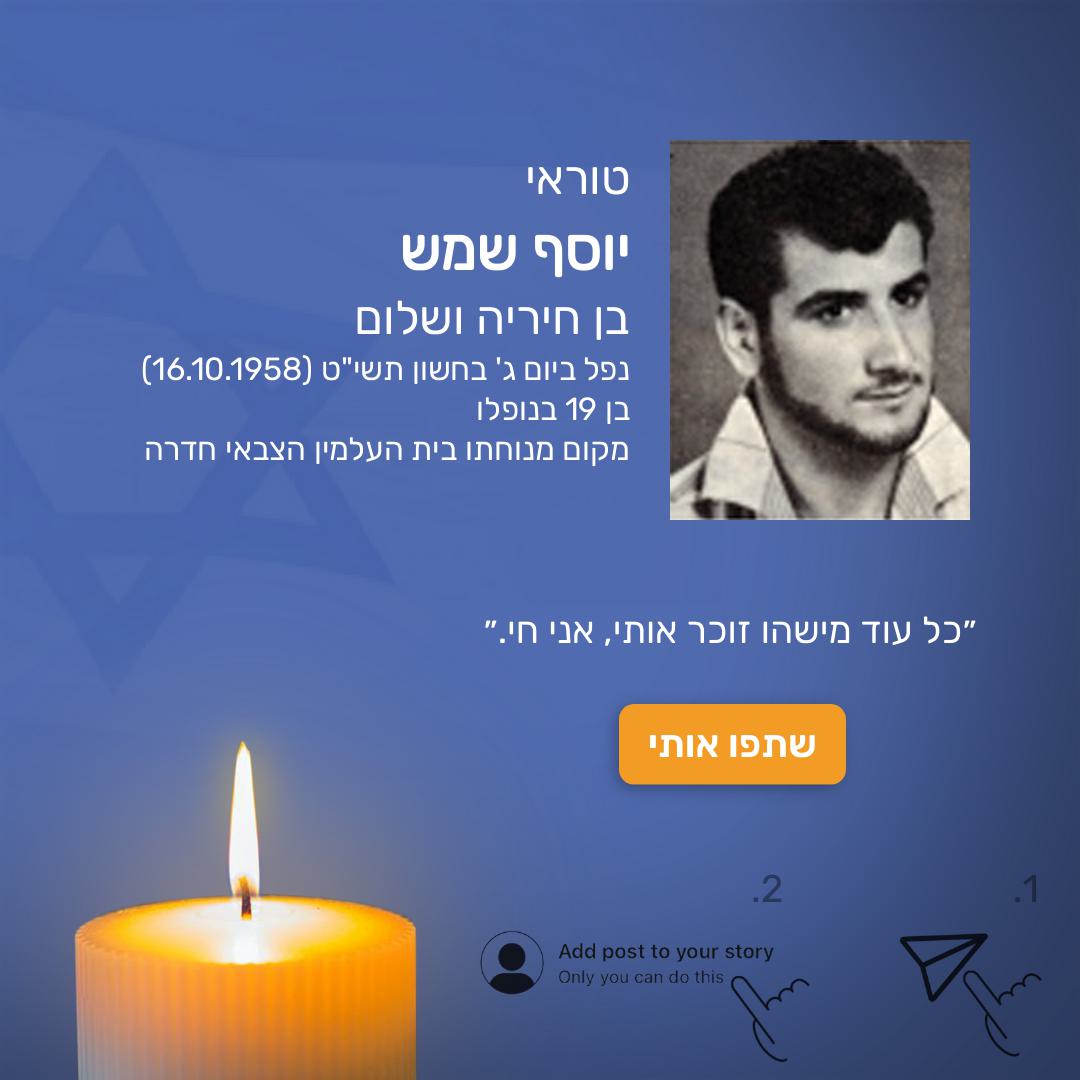 טוראי
יוסף שמש
בן חיריה ושלום
נפל ביום ג' בחשון תשי"ט (16.10.1958)
בן 19 בנופלו
מקום מנוחתו בית העלמין הצבאי חדרה
״כל עוד מישהו זוכר אותי, אני חי.״
שתפו אותי
1.
2.
Add post to your story
Only you can do this